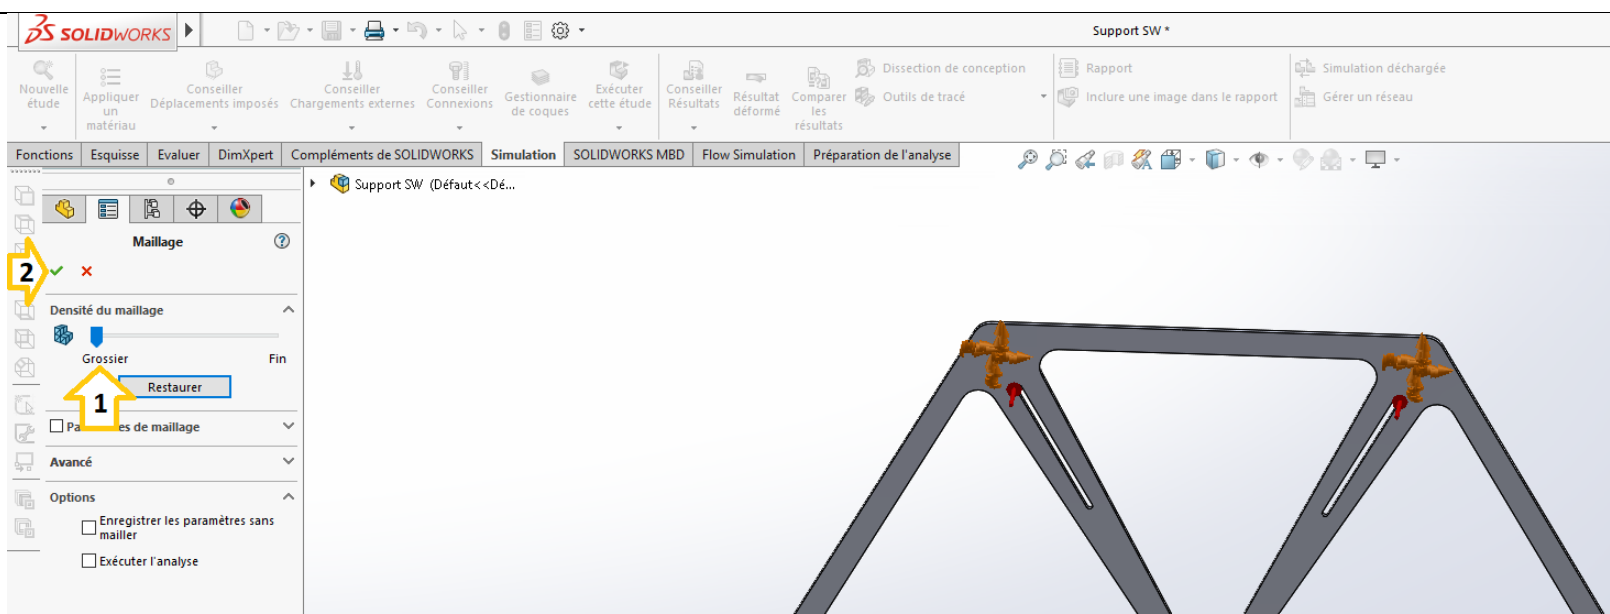 SOLIDWORKS
Support SW *
Nouvelle étude
Appliquer un matériau
Conseiller Déplacements imposés
Conseiller Chargements externes
Conseiller Connexions
Gestionnaire de coques
Exécuter cette étude
Conseiller Résultats
Résultat déformé
Comparer les résultats
Dissection de conception
Outils de tracé
Rapport
Inclure une image dans le rapport
Simulation déchargée
Gérer un réseau
Fonctions Esquisse Evaluer DimXpert Compléments de SOLIDWORKS Simulation SOLIDWORKS MBD Flow Simulation Préparation de l'analyse
Support SW (Défaut<<Dé...
Maillage
2
Densité du maillage
Grossier Fin
Restaurer
1
de maillage
Avancé
Options
Enregistrer les paramètres sans
mailler
Exécuter l'analyse